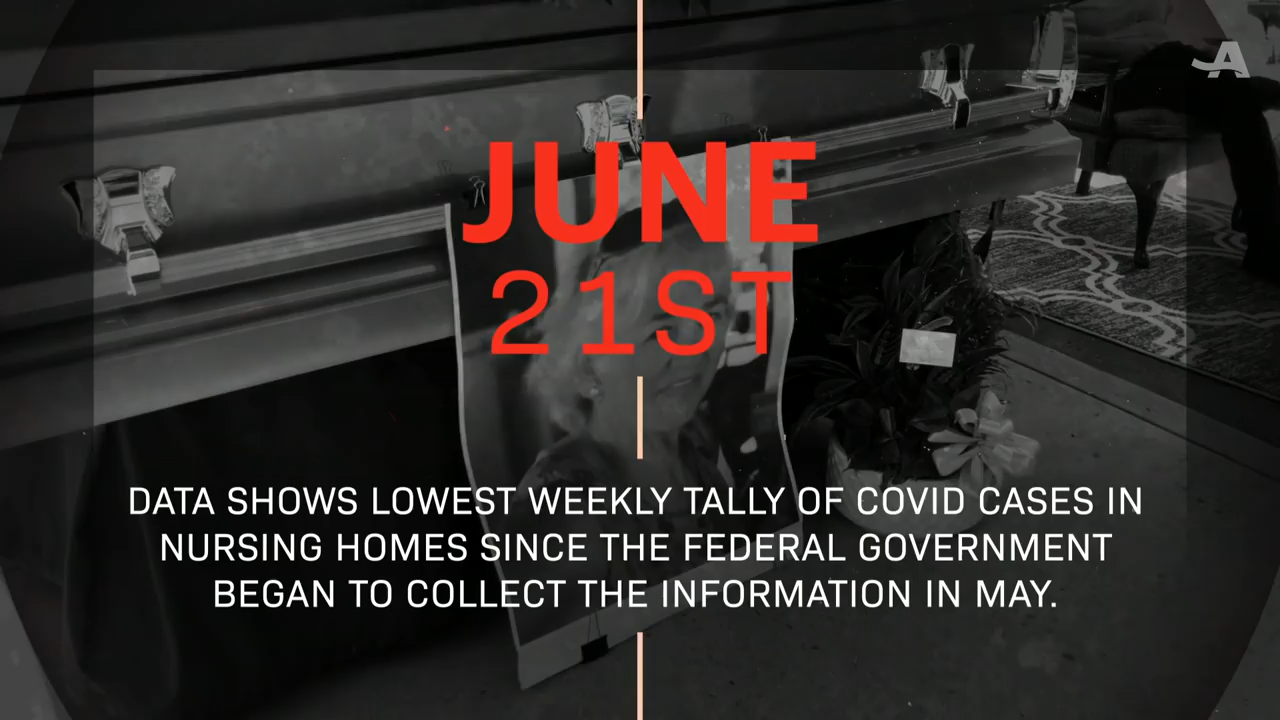 A
JUNE
21ST
DATA SHOWS LOWEST WEEKLY TALLY OF COVID CASES IN
NURSING HOMES SINCE THE FEDERAL GOVERNMENT
BEGAN TO COLLECT THE INFORMATION IN MAY.